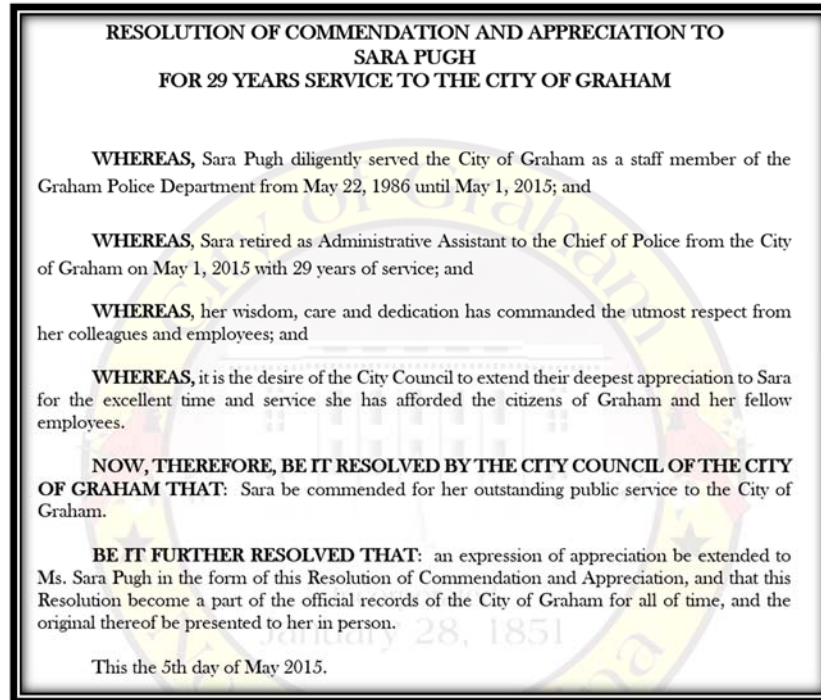 RESOLUTION OF COMMENDATION AND APPRECIATION TO
SARA PUGH
FOR 29 YEARS SERVICE TO THE CITY OF GRAHAM
WHEREAS, Sara Pugh diligently served the City of Graham as a staff member of the
Graham Police Department from May 22, 1986 until May 1, 2015; and
WHEREAS, Sara retired as Administrative Assistant to the Chief of Police from the City
of Graham on May 1, 2015 with 29 years of service; and
WHEREAS, her wisdom, care and dedication has commanded the utmost respect from
her colleagues and employees; and
WHEREAS, it is the desire of the City Council to extend their deepest appreciation to Sara
for the excellent time and service she has afforded the citizens of Graham and her fellow
employees.
NOW, THEREFORE, BE IT RESOLVED BY THE CITY COUNCIL OF THE CITY
OF GRAHAM THAT: Sara be commended for her outstanding public service to the City of
Graham.
BE IT FURTHER RESOLVED THAT: an expression of appreciation be extended to
Ms. Sara Pugh in the form of this Resolution of Commendation and Appreciation, and that this
Resolution become a part of the official records of the City of Graham for all of time, and the
original thereof be presented to her in person.
This the 5th day of May 2015.
City of Graham
January 28, 1851